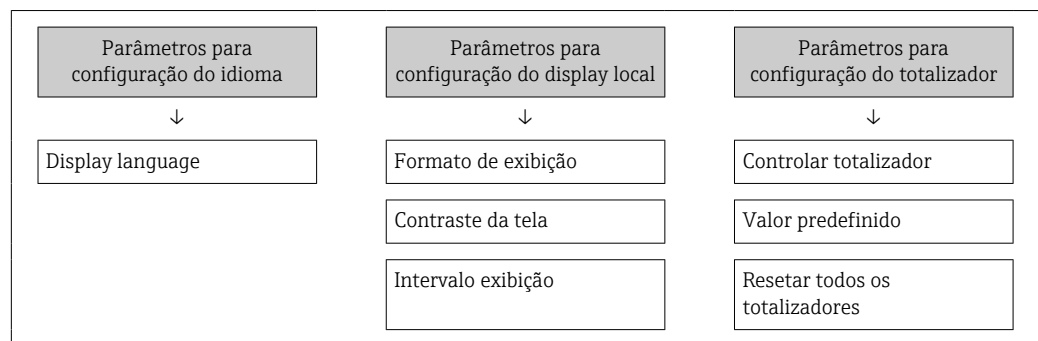 Parâmetros para
configuração do idioma
↓
Display language
Parâmetros para
configuração do display local
↓
Formato de exibição
Contraste da tela
Intervalo exibição
Parâmetros para
configuração do totalizador
↓
Controlar totalizador
Valor predefinido
Resetar todos os
totalizadores